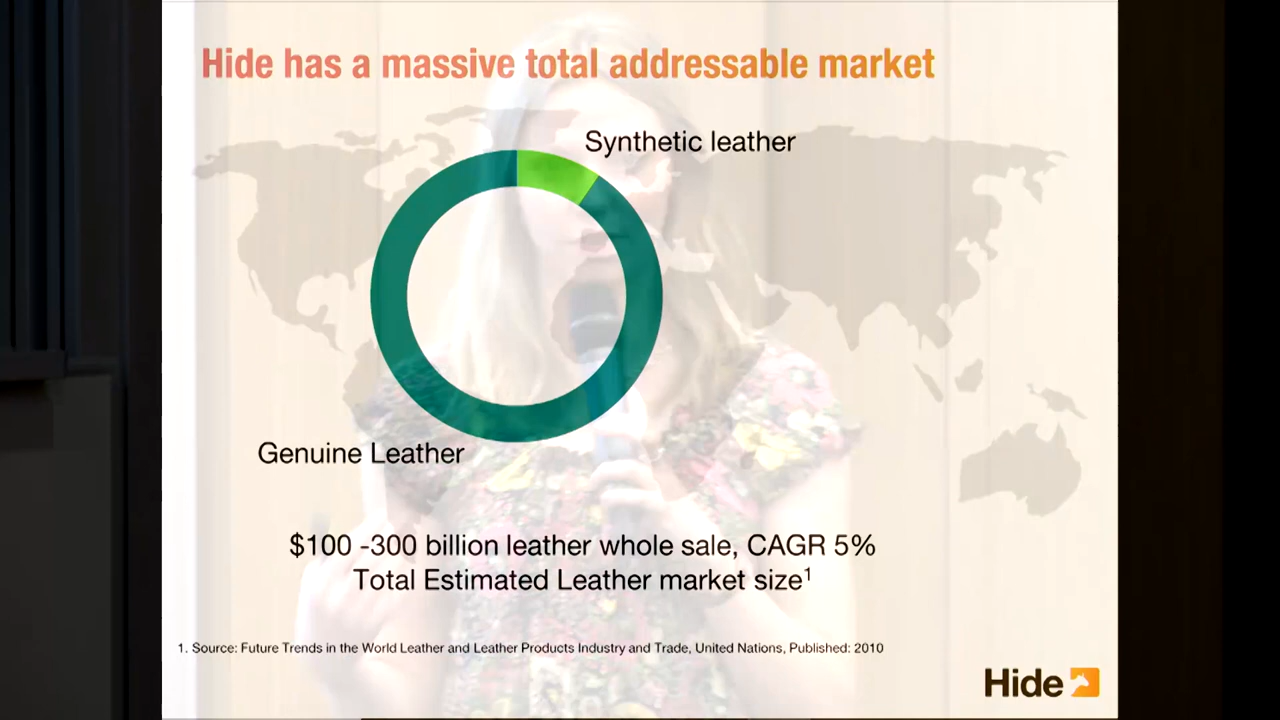 Hide has a massive total addressable market
Synthetic leather
Genuine Leather
$100 -300 billion leather whole sale, CAGR 5%
Total Estimated Leather market size1
1. Source: Future Trends in the World Leather and Leather Products Industry and Trade, United Nations, Published: 2010
Hide